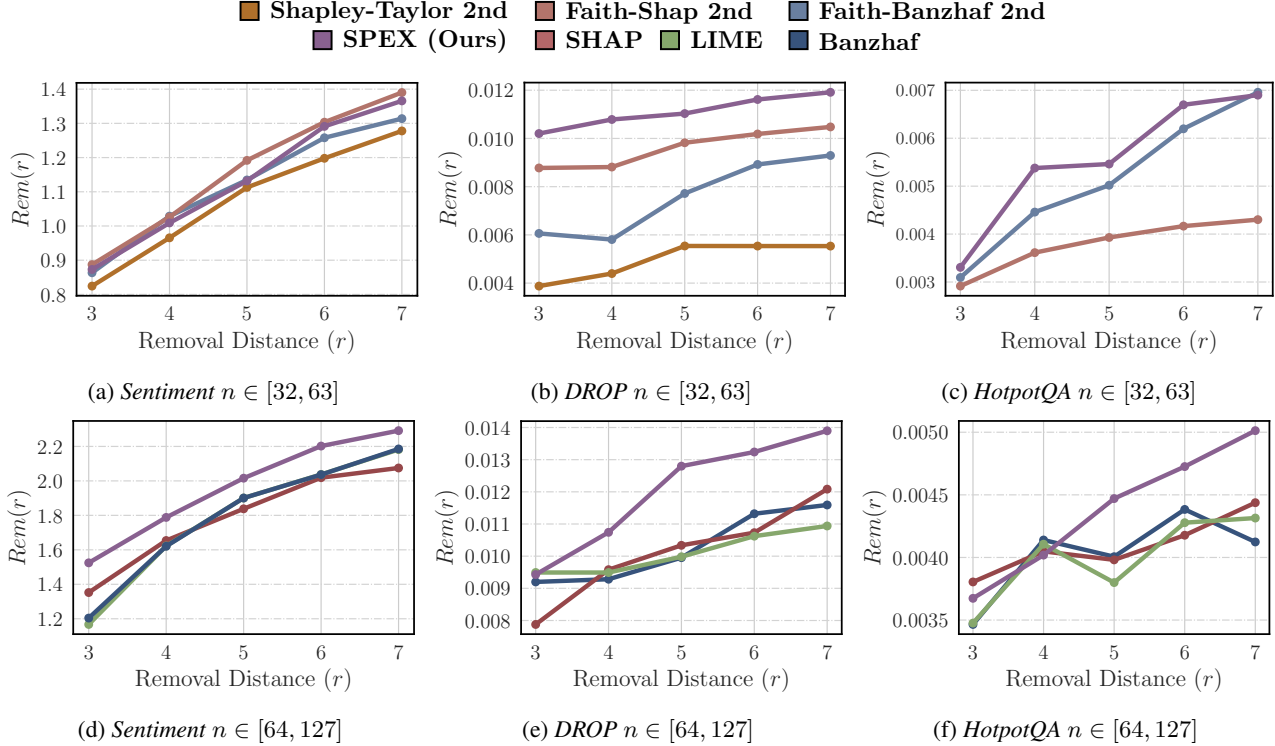 Shapley-Taylor 2nd Faith-Shap 2nd Faith-Banzhaf 2nd
SPEX (Ours) SHAP LIME Banzhaf
1.4
1.3
1.2
1.1
1.0
0.9
0.8
Rem(r)
3 4 5 6 7
Removal Distance (r)
(a) Sentiment n ∈ [32, 63]
0.012
0.010
0.008
0.006
0.004
Rem(r)
3 4 5 6 7
Removal Distance (r)
(b) DROP n ∈ [32, 63]
0.007
0.006
0.005
0.004
0.003
Rem(r)
3 4 5 6 7
Removal Distance (r)
(c) HotpotQA n ∈ [32, 63]
2.2
2.0
1.8
1.6
1.4
1.2
Rem(r)
3 4 5 6 7
Removal Distance (r)
(d) Sentiment n ∈ [64, 127]
0.014
0.013
0.012
0.011
0.010
0.009
0.008
Rem(r)
3 4 5 6 7
Removal Distance (r)
(e) DROP n ∈ [64, 127]
0.0050
0.0045
0.0040
0.0035
Rem(r)
3 4 5 6 7
Removal Distance (r)
(f) HotpotQA n ∈ [64, 127]